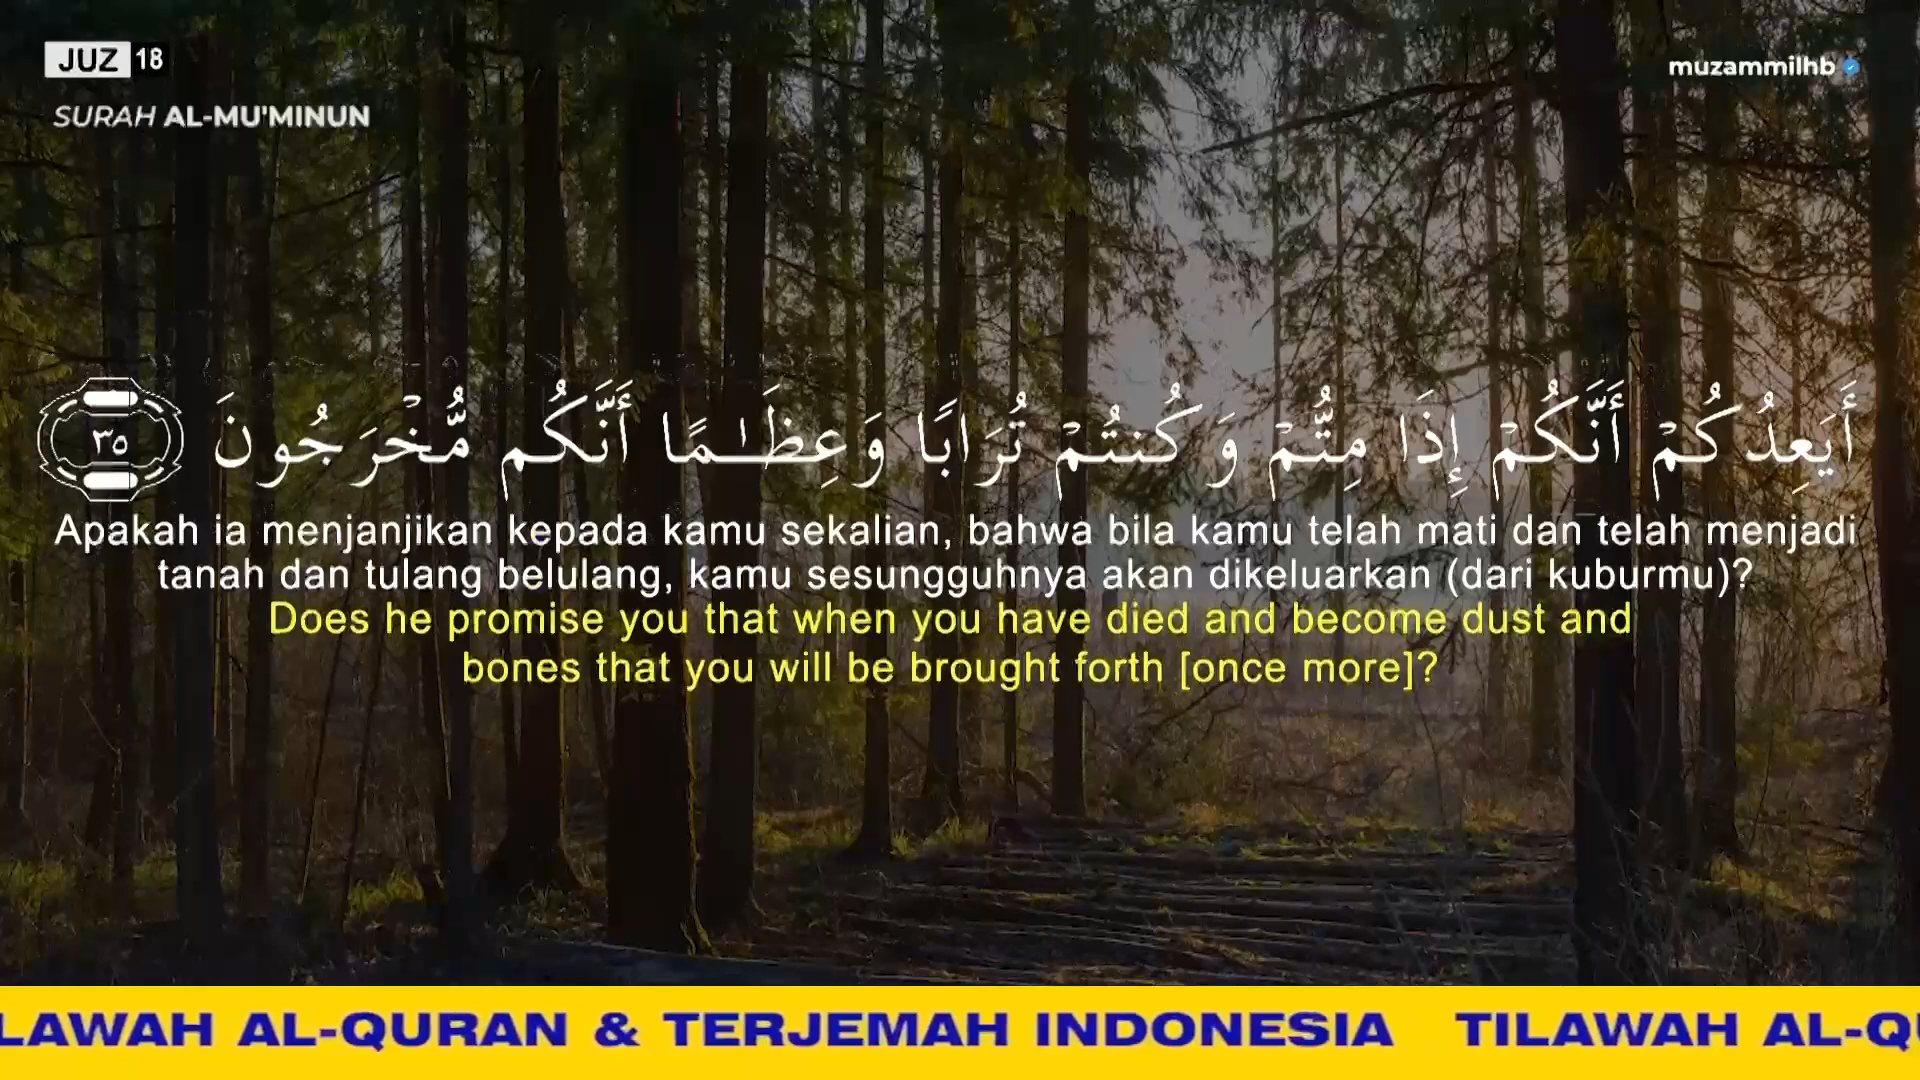 JUZ 18
muzammilhb
SURAH AL-MU'MINUN
أَيَعِدُكُمْ أَنَّكُمْ إِذَا مِتُّمْ وَكُنتُمْ تُرَابًا وَعِظَـٰمًا أَنَّكُم مُّخْرَجُونَ ٣٥
Apakah ia menjanjikan kepada kamu sekalian, bahwa bila kamu telah mati dan telah menjadi
tanah dan tulang belulang, kamu sesungguhnya akan dikeluarkan (dari kuburmu)?
Does he promise you that when you have died and become dust and
bones that you will be brought forth [once more]?
LAWAH AL-QURAN & TERJEMAH INDONESIA TILAWAH AL-QU